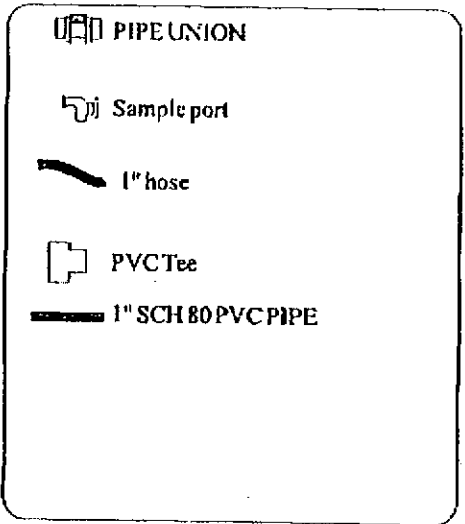 PIPE UNION
Sample port
1" hose
PVC Tee
1" SCH 80 PVC PIPE